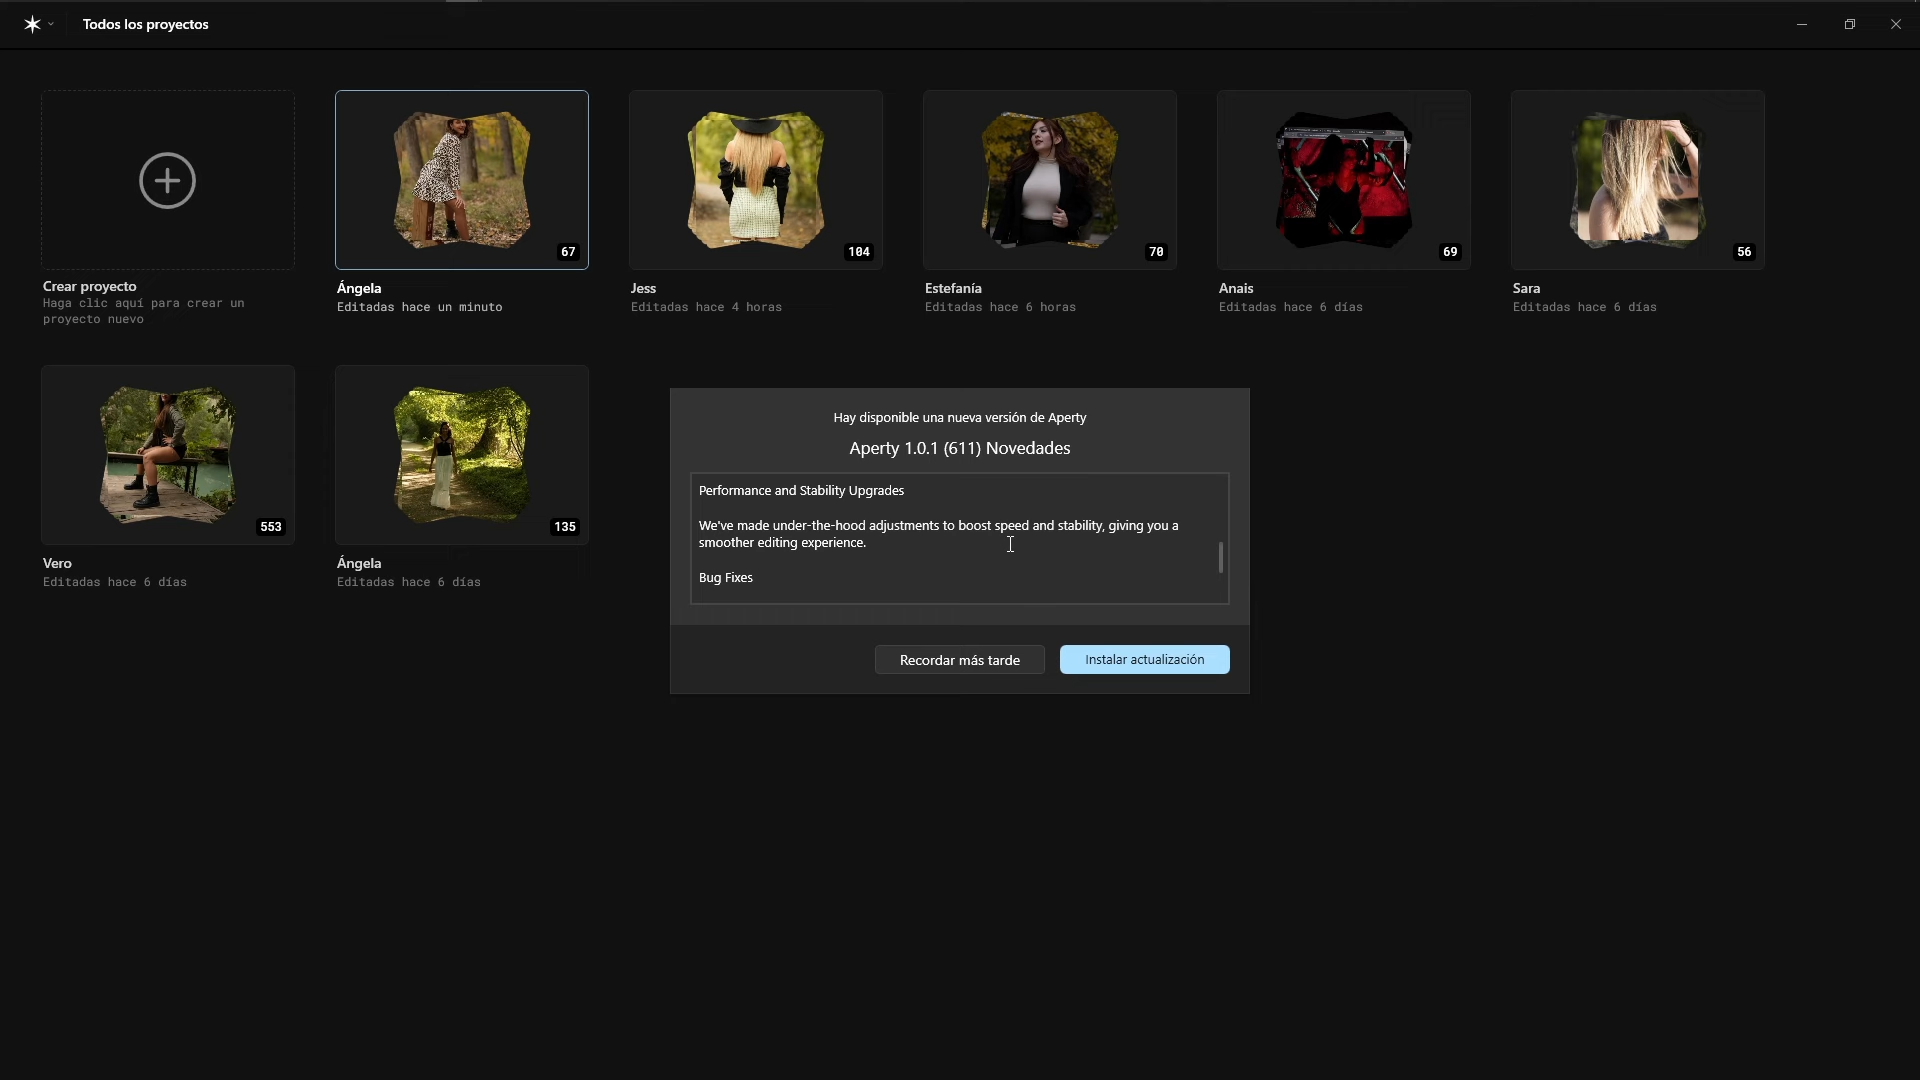 Todos los proyectos
67
104
70
69
56
Crear proyecto
Haga clic aquí para crear un
proyecto nuevo
Ángela
Editadas hace un minuto
Jess
Editadas hace 4 horas
Estefanía
Editadas hace 6 horas
Anais
Editadas hace 6 días
Sara
Editadas hace 6 días
553
135
Vero
Editadas hace 6 días
Ángela
Editadas hace 6 días
Hay disponible una nueva versión de Aperty
Aperty 1.0.1 (611) Novedades
Performance and Stability Upgrades
We've made under-the-hood adjustments to boost speed and stability, giving you a
smoother editing experience.
Bug Fixes
Recordar más tarde
Instalar actualización